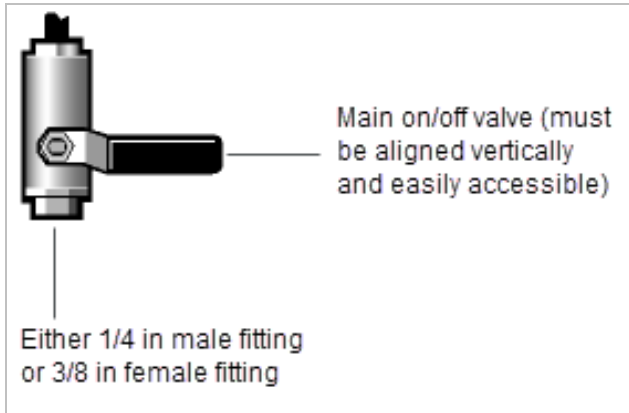 Main on/off valve (must
be aligned vertically
and easily accessible)
Either 1/4 in male fitting
or 3/8 in female fitting